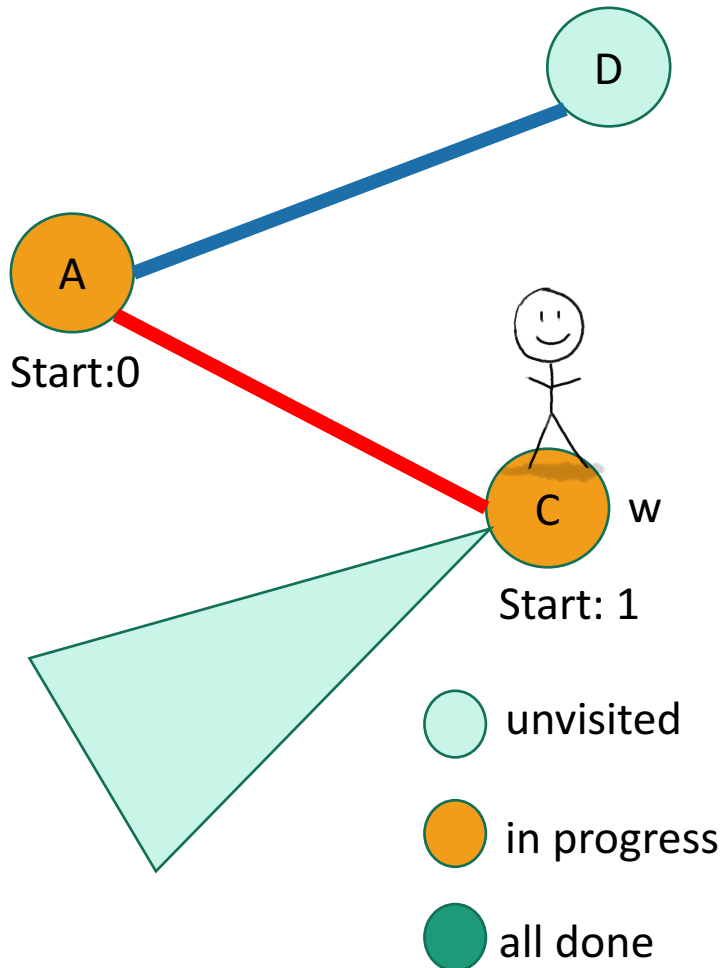 D
A
Start:0
C
w
Start: 1
unvisited
in progress
all done